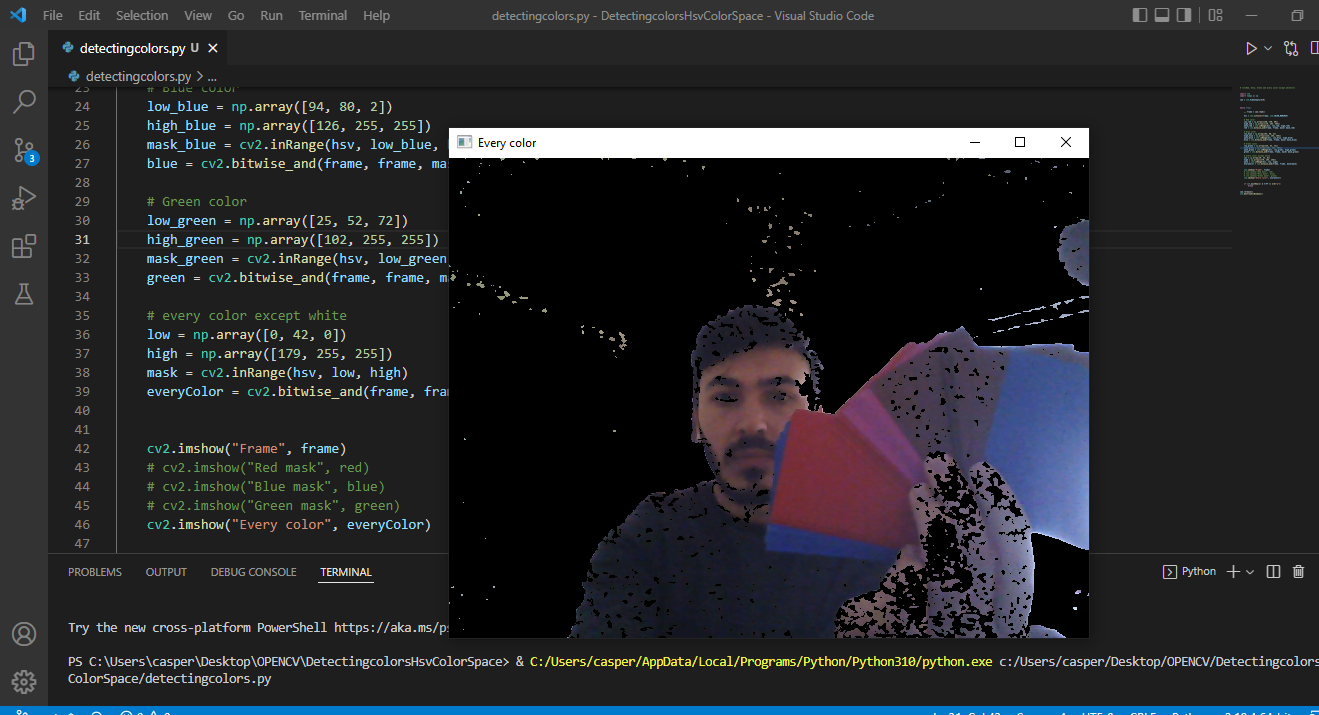 File Edit Selection View Go Run Terminal Help
detectingcolors.py - DetectingcolorsHsvColorSpace - Visual Studio Code
detectingcolors.py U
detectingcolors.py > ...
23 # Blue color
24 low_blue = np.array([94, 80, 2])
25 high_blue = np.array([126, 255, 255])
26 mask_blue = cv2.inRange(hsv, low_blue,
27 blue = cv2.bitwise_and(frame, frame, ma
28
29 # Green color
30 low_green = np.array([25, 52, 72])
31 high_green = np.array([102, 255, 255])
32 mask_green = cv2.inRange(hsv, low_green
33 green = cv2.bitwise_and(frame, frame, m
34
35 # every color except white
36 low = np.array([0, 42, 0])
37 high = np.array([179, 255, 255])
38 mask = cv2.inRange(hsv, low, high)
39 everyColor = cv2.bitwise_and(frame, fra
40
41
42 cv2.imshow("Frame", frame)
43 # cv2.imshow("Red mask", red)
44 # cv2.imshow("Blue mask", blue)
45 # cv2.imshow("Green mask", green)
46 cv2.imshow("Every color", everyColor)
47
Every color
3
PROBLEMS OUTPUT DEBUG CONSOLE TERMINAL
Python
Try the new cross-platform PowerShell https://aka.ms/ps
PS C:\Users\casper\Desktop\OPENCV\DetectingcolorsHsvColorSpace> & C:/Users/casper/AppData/Local/Programs/Python/Python310/python.exe c:/Users/casper/Desktop/OPENCV/Detectingcolors
ColorSpace/detectingcolors.py